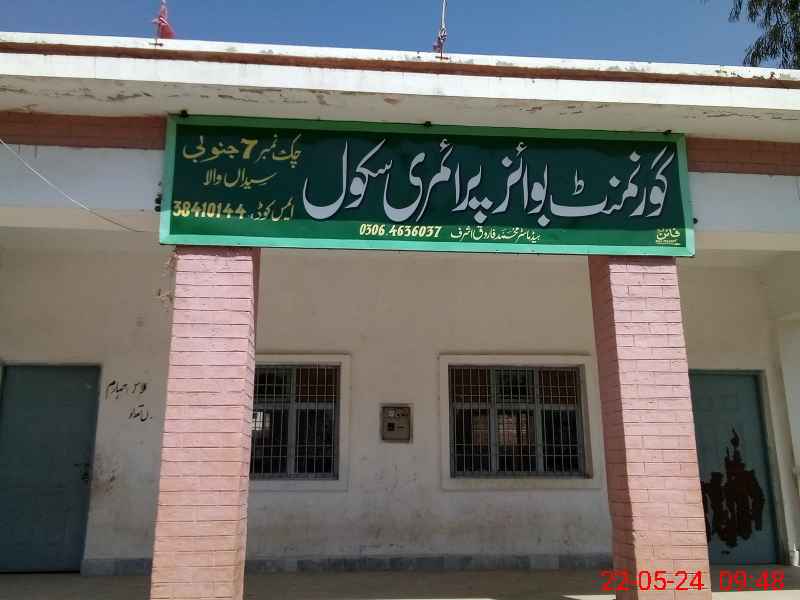 گورنمنٹ بوائز پرائمری سکول
چک نمبر 7 جنوبی
سیداں والا
ایمس کوڈ 38410144
ہیڈ ماسٹر محمد فاروق اشرف 0306.4636037
22-05-24 09:48